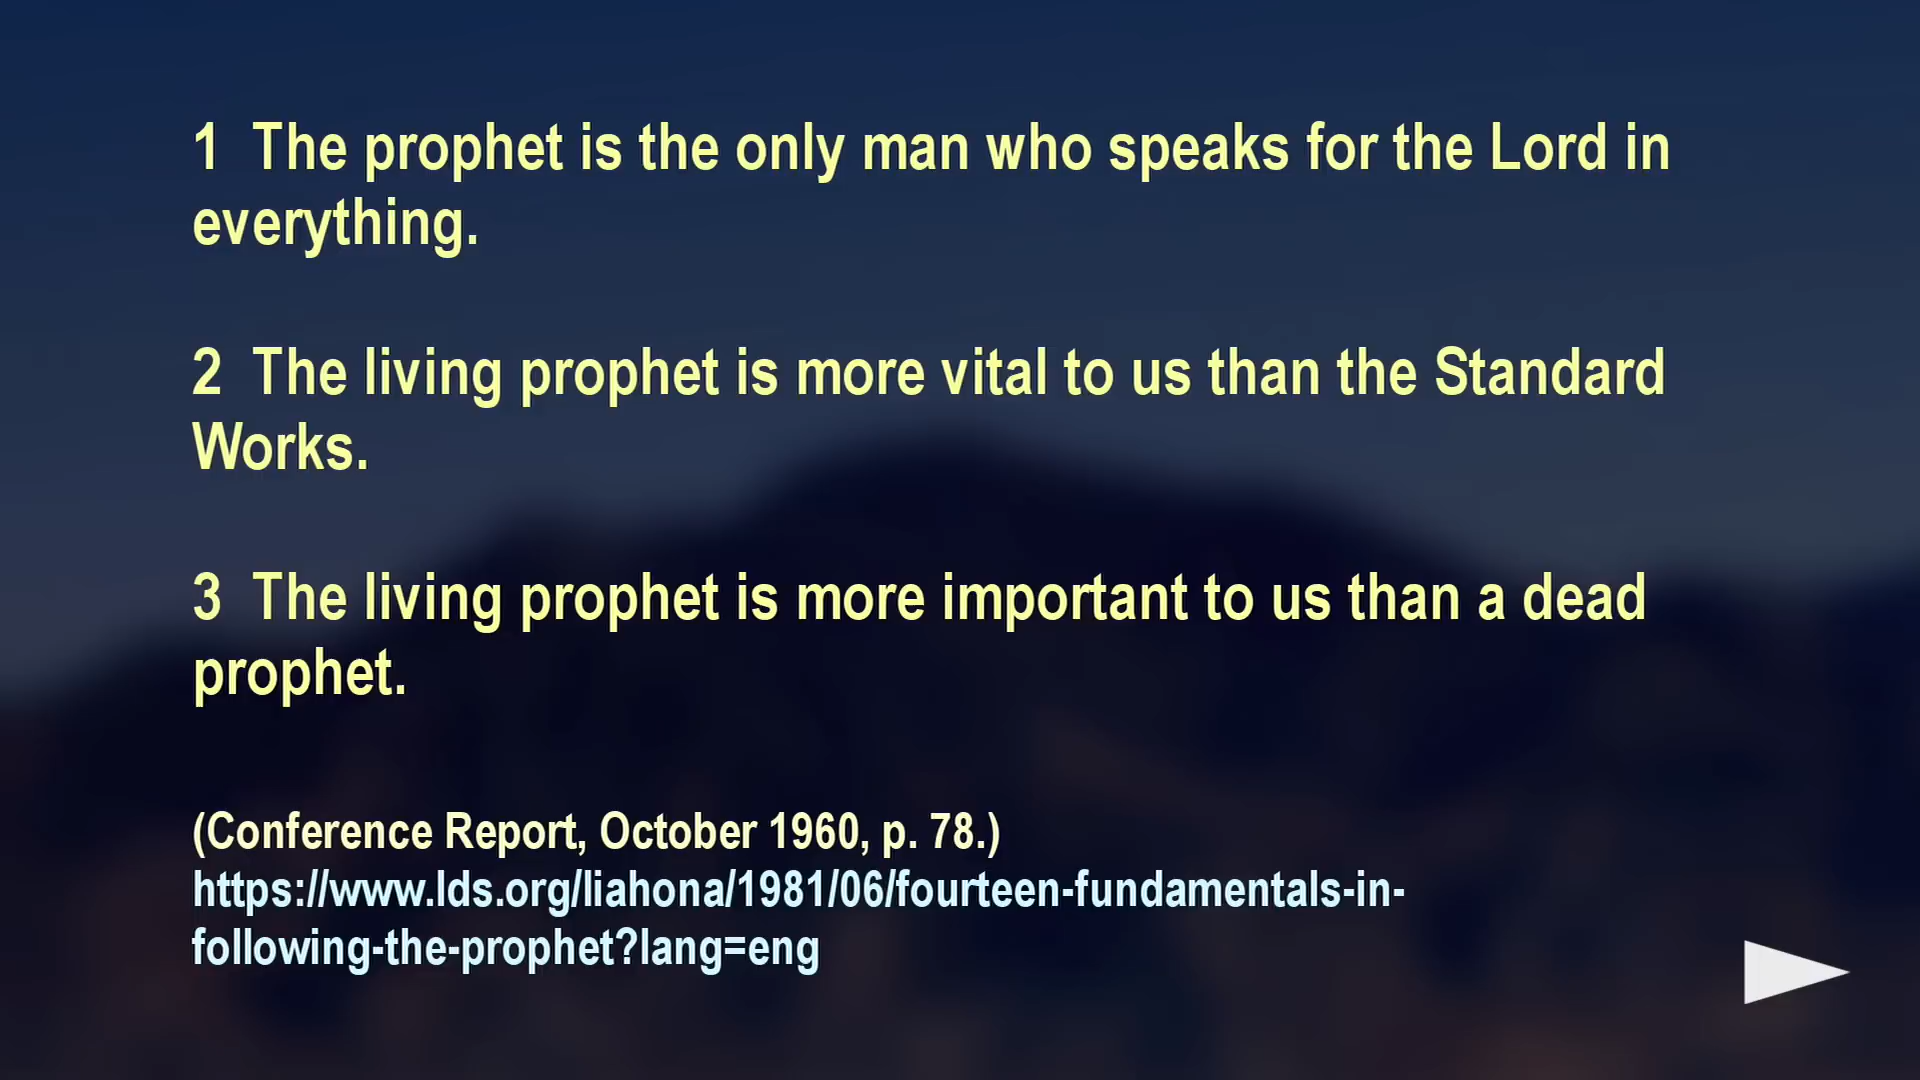 1 The prophet is the only man who speaks for the Lord in
everything.
2 The living prophet is more vital to us than the Standard
Works.
3 The living prophet is more important to us than a dead
prophet.
(Conference Report, October 1960, p. 78.)
https://www.lds.org/liahona/1981/06/fourteen-fundamentals-in-
following-the-prophet?lang=eng